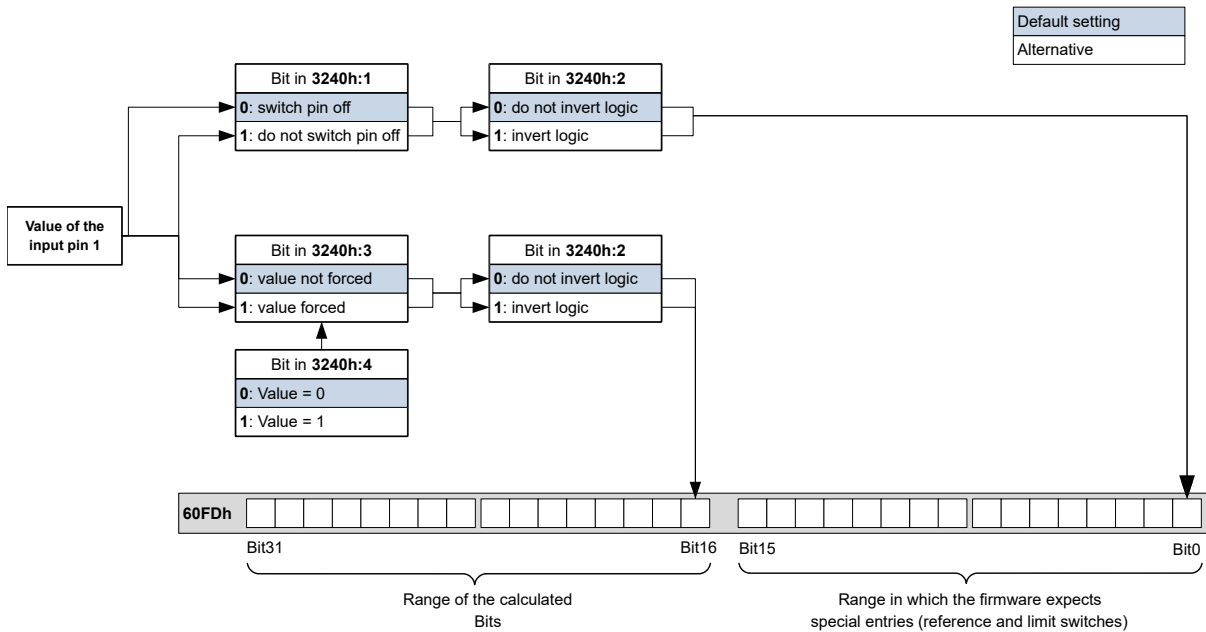 Default setting
Alternative
Bit in 3240h:1
0: switch pin off
1: do not switch pin off
Bit in 3240h:2
0: do not invert logic
1: invert logic
Value of the
input pin 1
Bit in 3240h:3
0: value not forced
1: value forced
Bit in 3240h:2
0: do not invert logic
1: invert logic
Bit in 3240h:4
0: Value = 0
1: Value = 1
60FDh
Bit31
Bit16
Bit15
Bit0
Range of the calculated
Bits
Range in which the firmware expects
special entries (reference and limit switches)